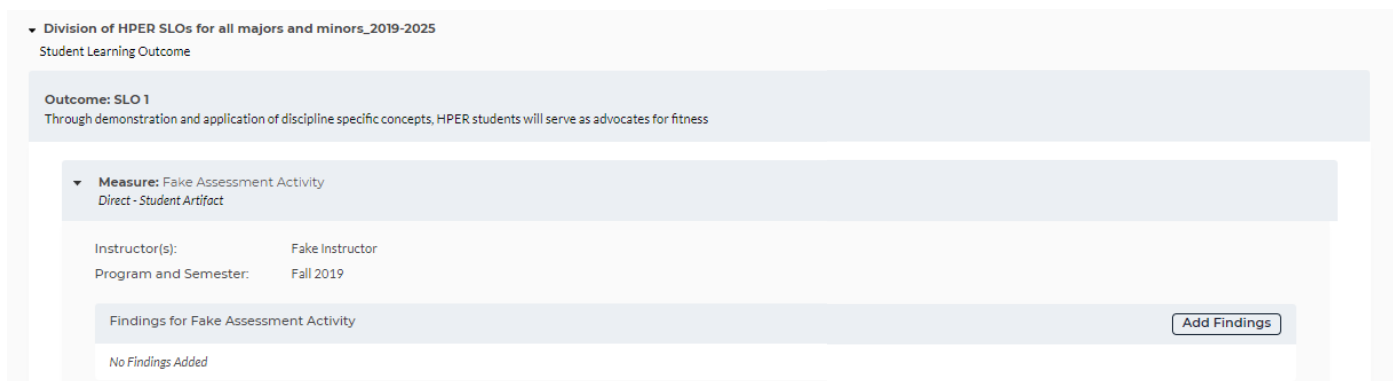 Division of HPER SLOs for all majors and minors_2019-2025
Student Learning Outcome
Outcome: SLO 1
Through demonstration and application of discipline specific concepts, HPER students will serve as advocates for fitness
Measure: Fake Assessment Activity
Direct - Student Artifact
Instructor(s): Fake Instructor
Program and Semester: Fall 2019
Findings for Fake Assessment Activity Add Findings
No Findings Added